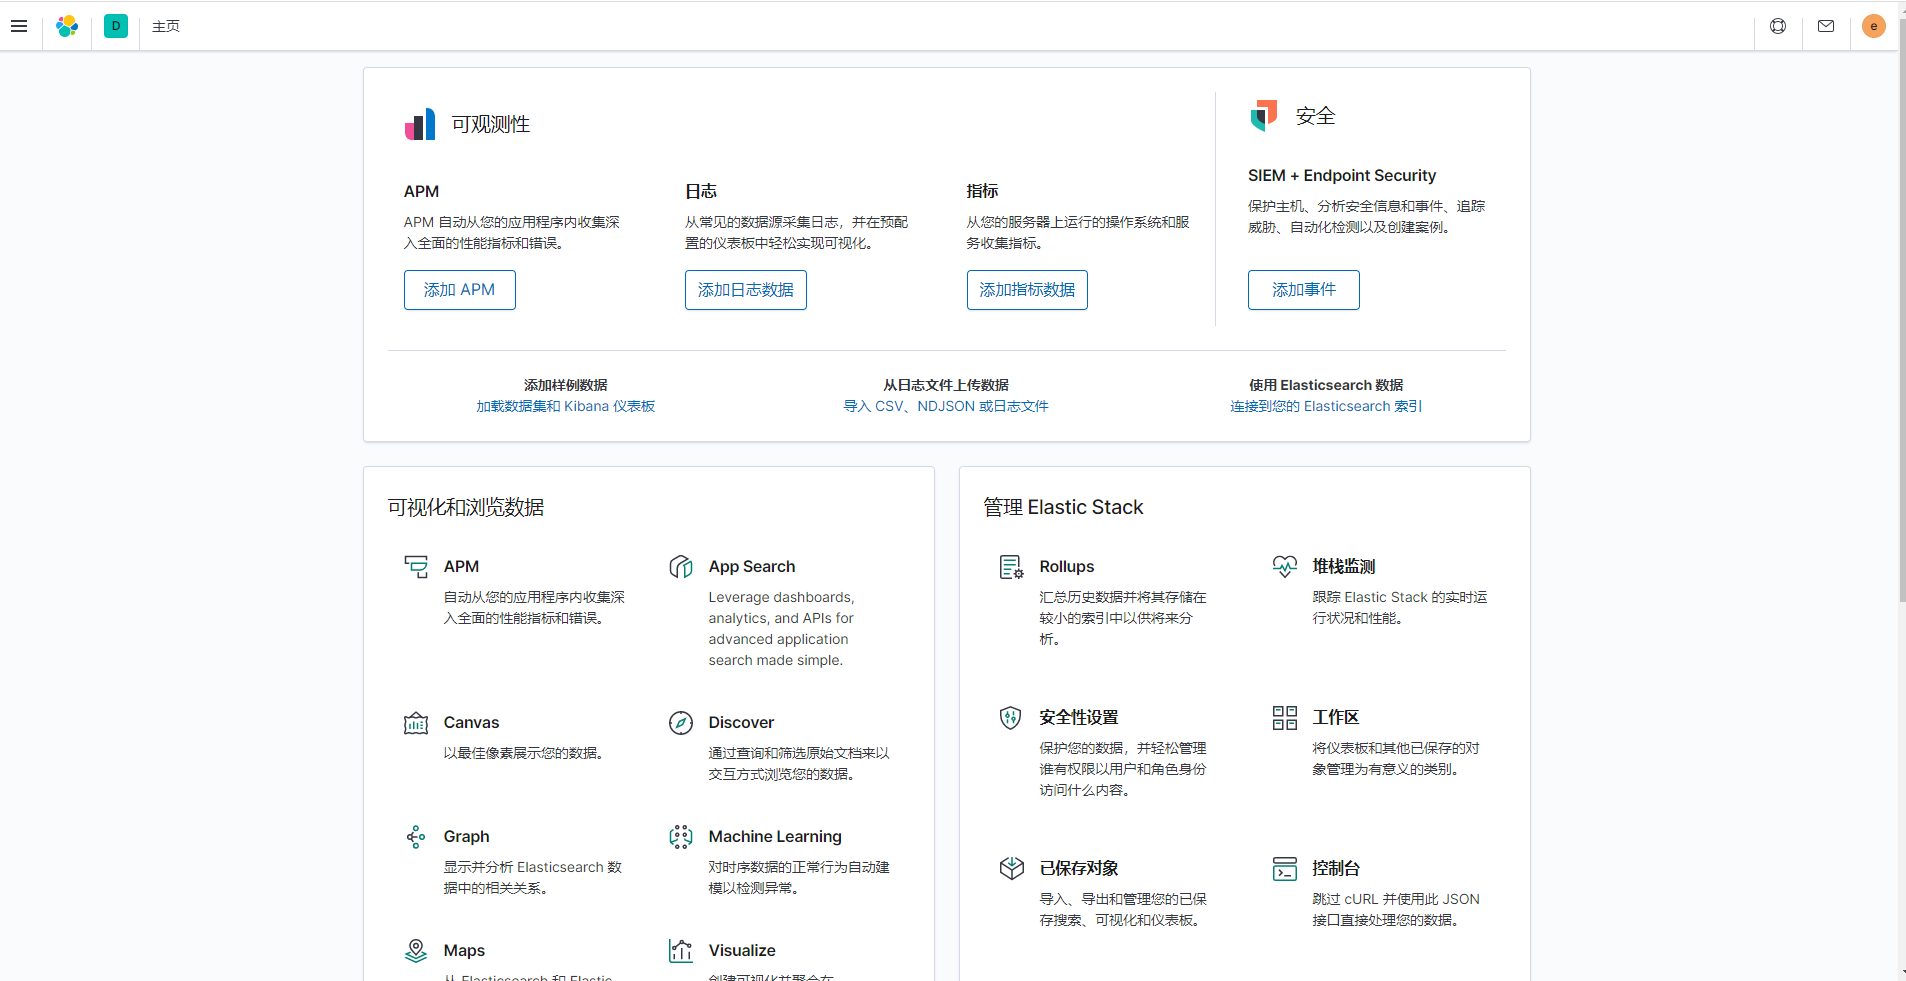 D
主页
e
可观测性
安全
APM
APM 自动从您的应用程序内收集深
入全面的性能指标和错误。
添加 APM
日志
从常见的数据源采集日志，并在预配
置的仪表板中轻松实现可视化。
添加日志数据
指标
从您的服务器上运行的操作系统和服
务收集指标。
添加指标数据
SIEM + Endpoint Security
保护主机、分析安全信息和事件、追踪
威胁、自动化检测以及创建案例。
添加事件
添加样例数据
加载数据集和 Kibana 仪表板
从日志文件上传数据
导入 CSV、NDJSON 或日志文件
使用 Elasticsearch 数据
连接到您的 Elasticsearch 索引
可视化和浏览数据
APM
自动从您的应用程序内收集深
入全面的性能指标和错误。
App Search
Leverage dashboards,
analytics, and APIs for
advanced application
search made simple.
Canvas
以最佳像素展示您的数据。
Discover
通过查询和筛选原始文档来以
交互方式浏览您的数据。
Graph
显示并分析 Elasticsearch 数
据中的相关关系。
Machine Learning
对时序数据的正常行为自动建
模以检测异常。
Maps
从 Elasticsearch 和 Elastic
Visualize
创建可视化并聚合在
管理 Elastic Stack
Rollups
汇总历史数据并将其存储在
较小的索引中以供将来分
析。
堆栈监测
跟踪 Elastic Stack 的实时运
行状况和性能。
安全性设置
保护您的数据，并轻松管理
谁有权限以用户和角色身份
访问什么内容。
工作区
将仪表板和其他已保存的对
象管理为有意义的类别。
已保存对象
导入、导出和管理您的已保
存搜索、可视化和仪表板。
控制台
跳过 cURL 并使用此 JSON
接口直接处理您的数据。